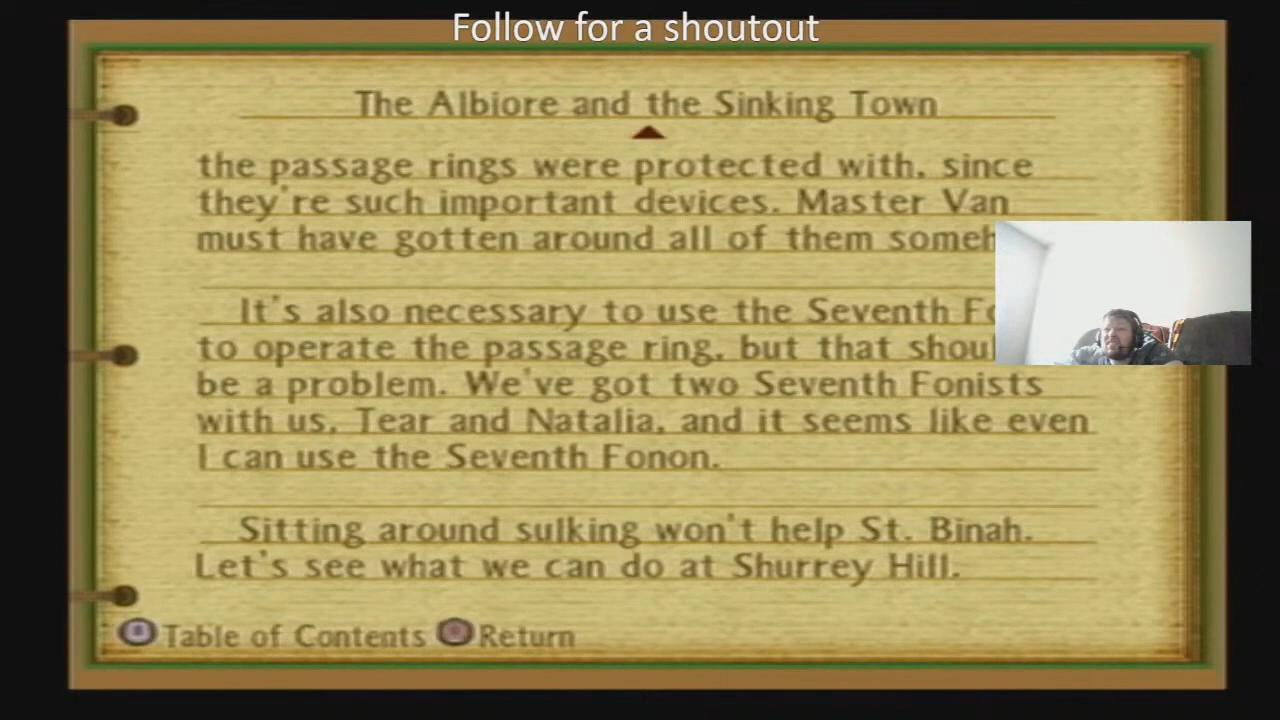 Follow for a shoutout
The Albiore and the Sinking Town
the passage rings were protected with, since
they're such important devices. Master Van
must have gotten around all of them
It's also necessary to use the Seventh
to operate the passage ring, but that
be a problem. We've got two Seventh Fonists
with us, Tear and Natalia, and it seems like even
I can use the Seventh Fonon.
Sitting around sulking won't help St. Binah.
Let's see what we can do at Shurrey Hill.
Table of Contents Return